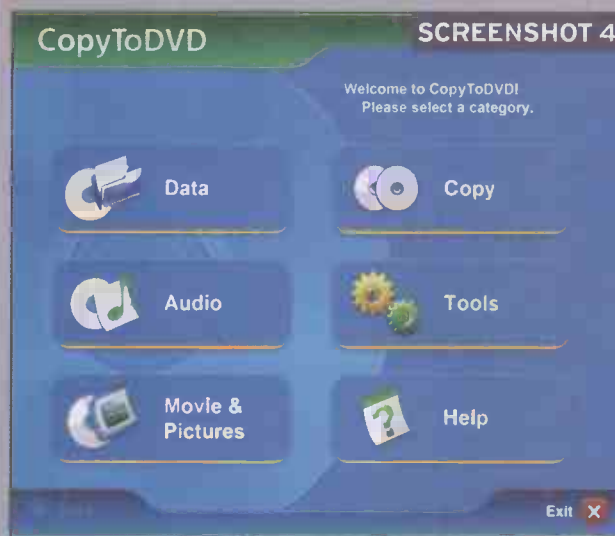 CopyToDVD
SCREENSHOT 4
Welcome to CopyToDVD!
Please select a category.
Data
Copy
Audio
Tools
Movie &
Pictures
Help
Exit